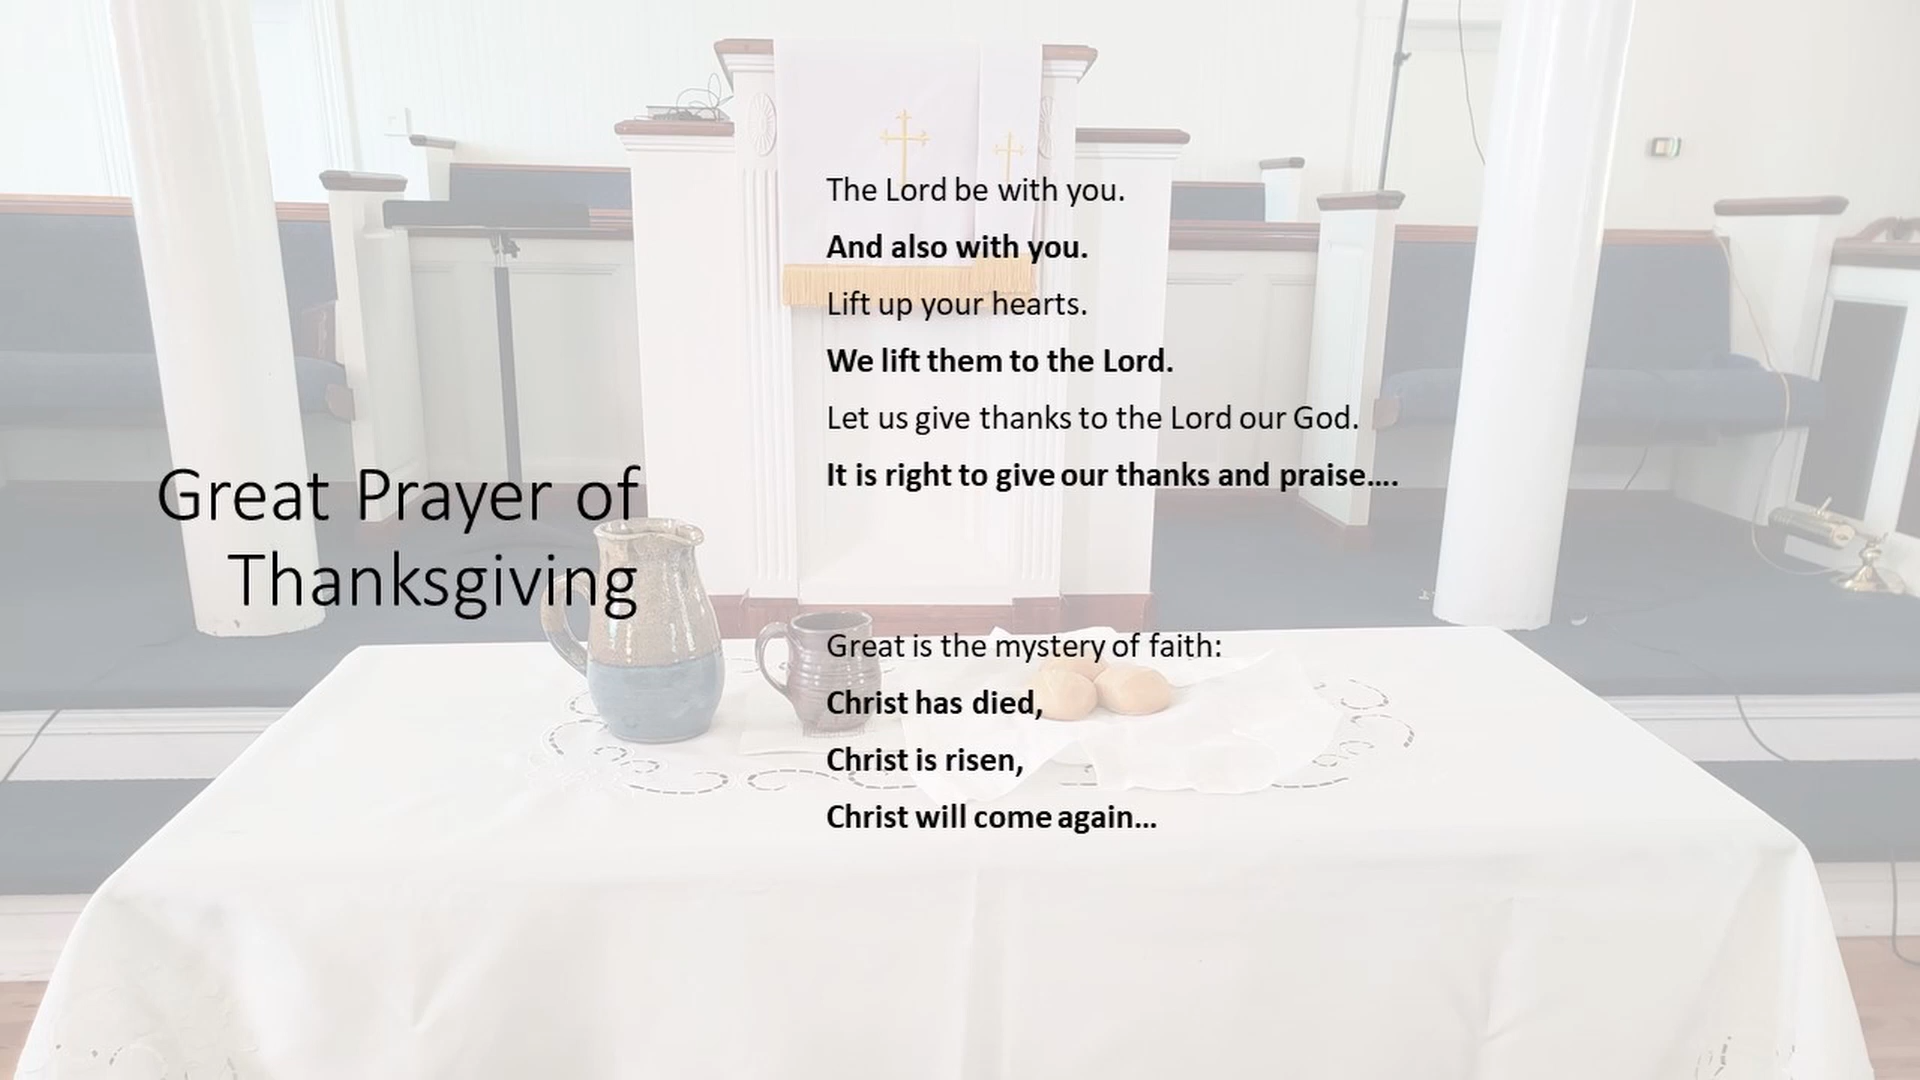 Great Prayer of
Thanksgiving
The Lord be with you.
And also with you.
Lift up your hearts.
We lift them to the Lord.
Let us give thanks to the Lord our God.
It is right to give our thanks and praise....
Great is the mystery of faith:
Christ has died,
Christ is risen,
Christ will come again...